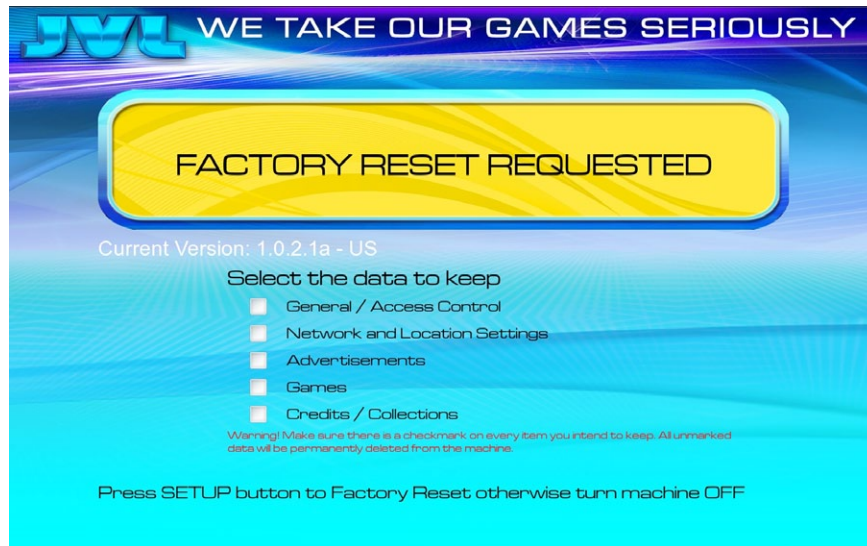 JVL WE TAKE OUR GAMES SERIOUSLY
FACTORY RESET REQUESTED
Current Version: 1.0.2.1a - US
Select the data to keep
General / Access Control
Network and Location Settings
Advertisements
Games
Credits / Collections
Warning! Make sure there is a checkmark on every item you intend to keep. All unmarked
data will be permanently deleted from the machine.
Press SETUP button to Factory Reset otherwise turn machine OFF